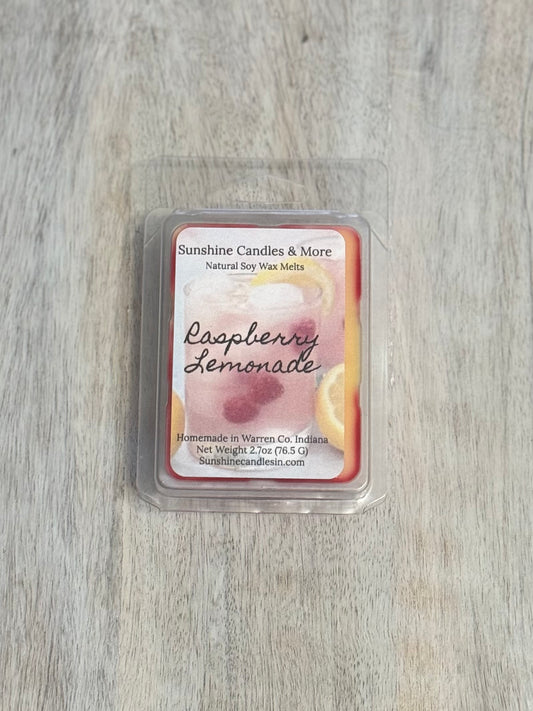 Sunshine Candles & More
Natural Soy Wax Melts
Raspberry
Lemonade
Homemade in Warren Co. Indiana
Net Weight 2.7oz (76.5 G)
Sunshinecandlesin.com